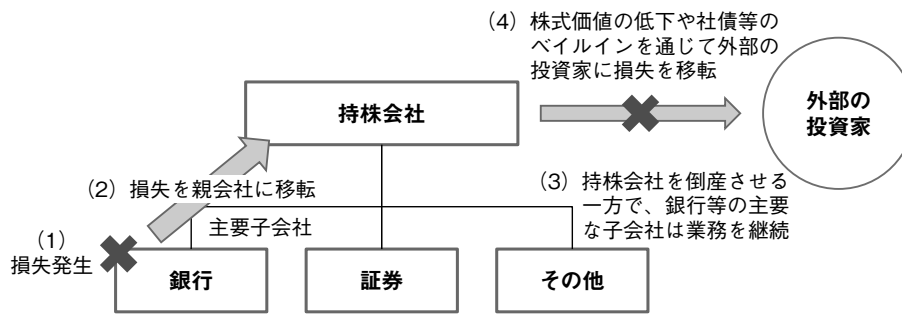 （4）株式価値の低下や社債等の
ベイルインを通じて外部の
投資家に損失を移転
持株会社
外部の
投資家
（2）損失を親会社に移転
（3）持株会社を倒産させる
一方で、銀行等の主要
な子会社は業務を継続
主要子会社
（1）
損失発生
銀行
証券
その他